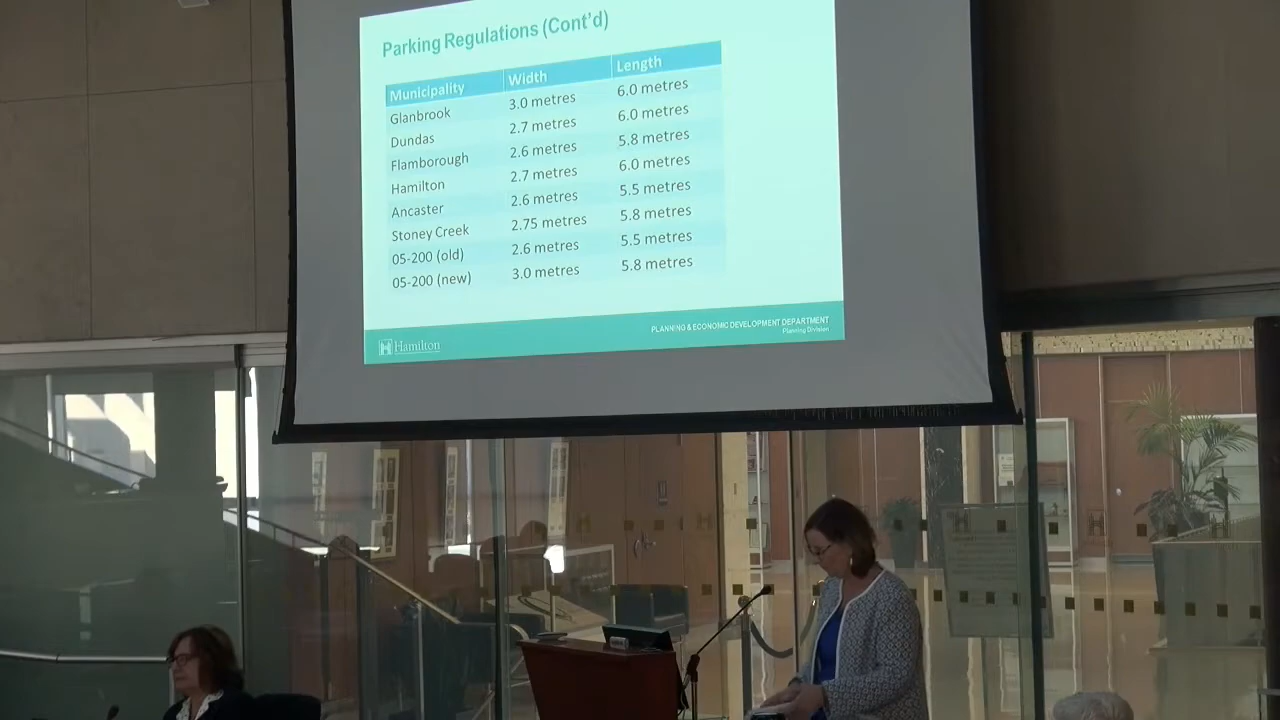 Parking Regulations (Cont'd)
Municipality Width Length
Glanbrook 3.0 metres 6.0 metres
Dundas 2.7 metres 6.0 metres
Flamborough 2.6 metres 5.8 metres
Hamilton 2.7 metres 6.0 metres
Ancaster 2.6 metres 5.5 metres
Stoney Creek 2.75 metres 5.8 metres
05-200 (old) 2.6 metres 5.5 metres
05-200 (new) 3.0 metres 5.8 metres
PLANNING & ECONOMIC DEVELOPMENT DEPARTMENT
Planning Division
Hamilton